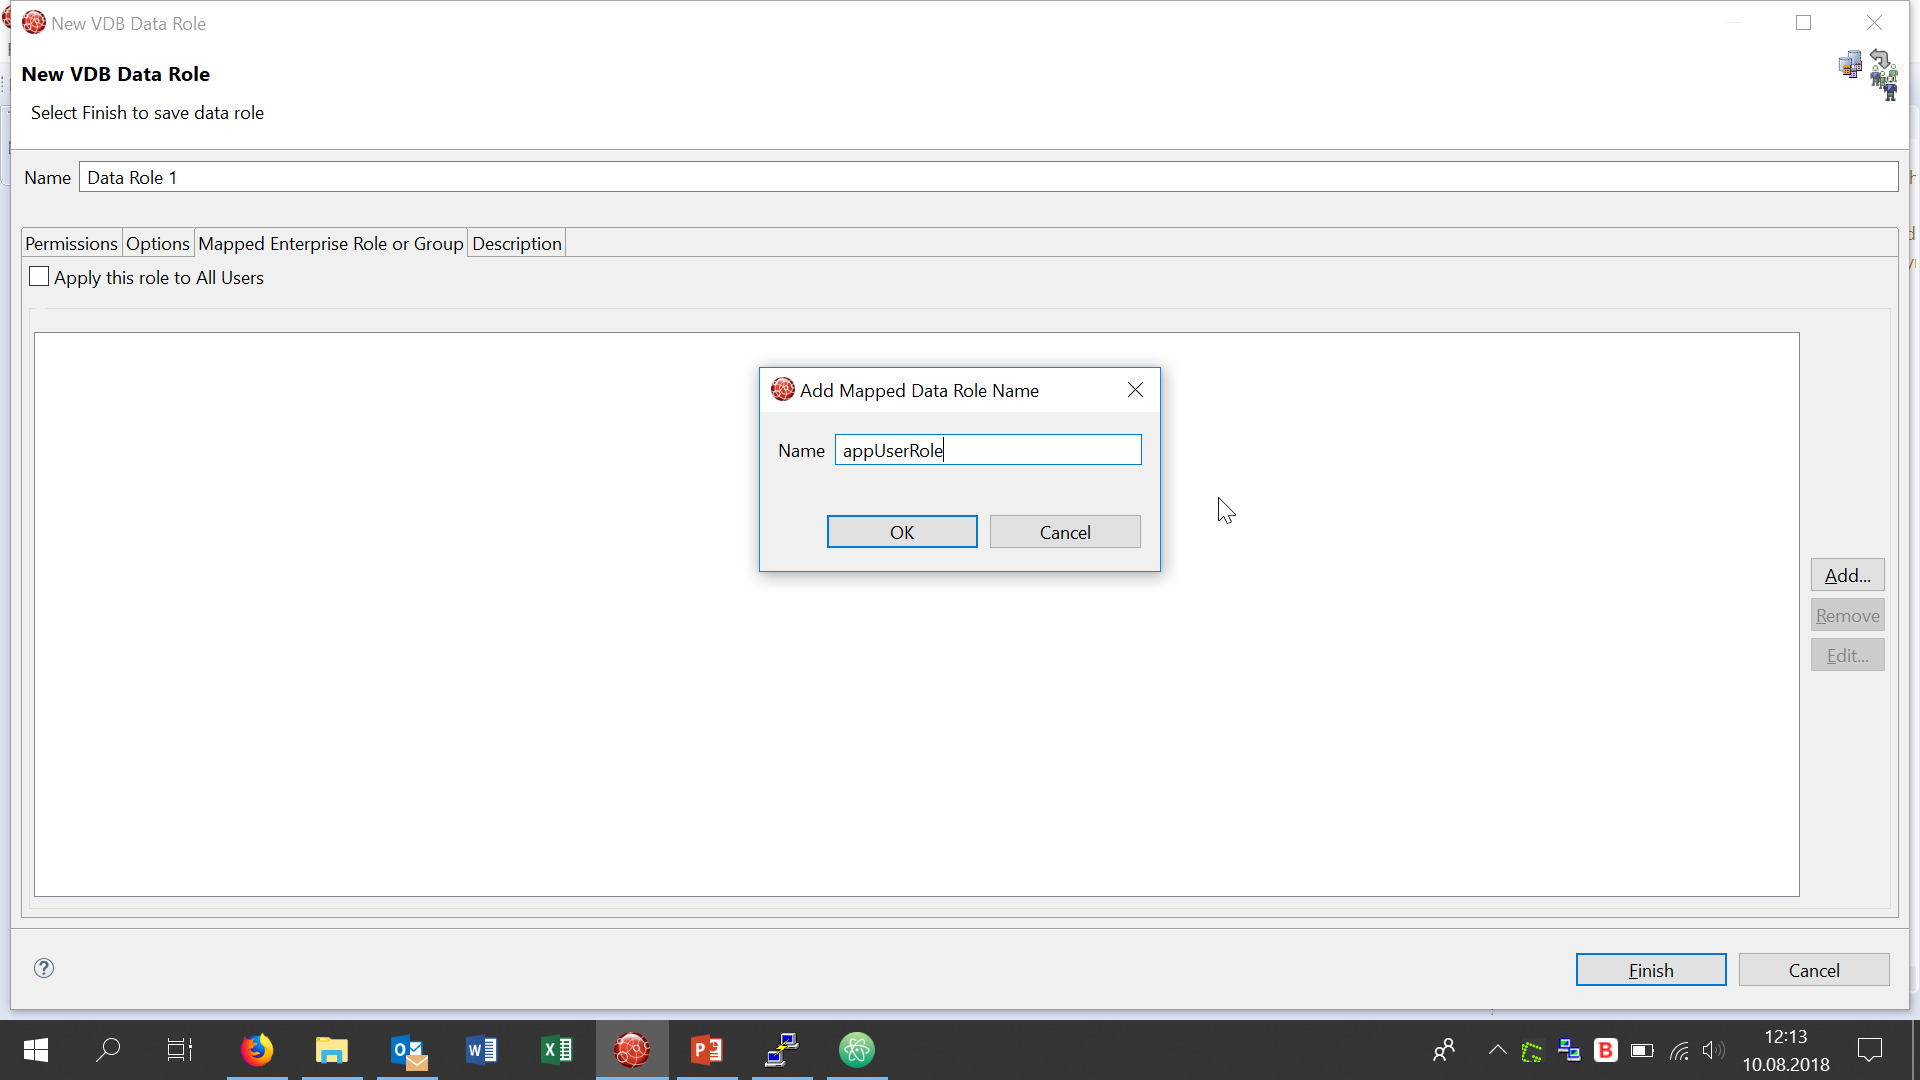 New VDB Data Role
New VDB Data Role
Select Finish to save data role
Name Data Role 1
Permissions Options Mapped Enterprise Role or Group Description
Apply this role to All Users
Add Mapped Data Role Name
Name appUserRole
OK Cancel
Add...
Remove
Edit...
Finish Cancel
12:13
10.08.2018